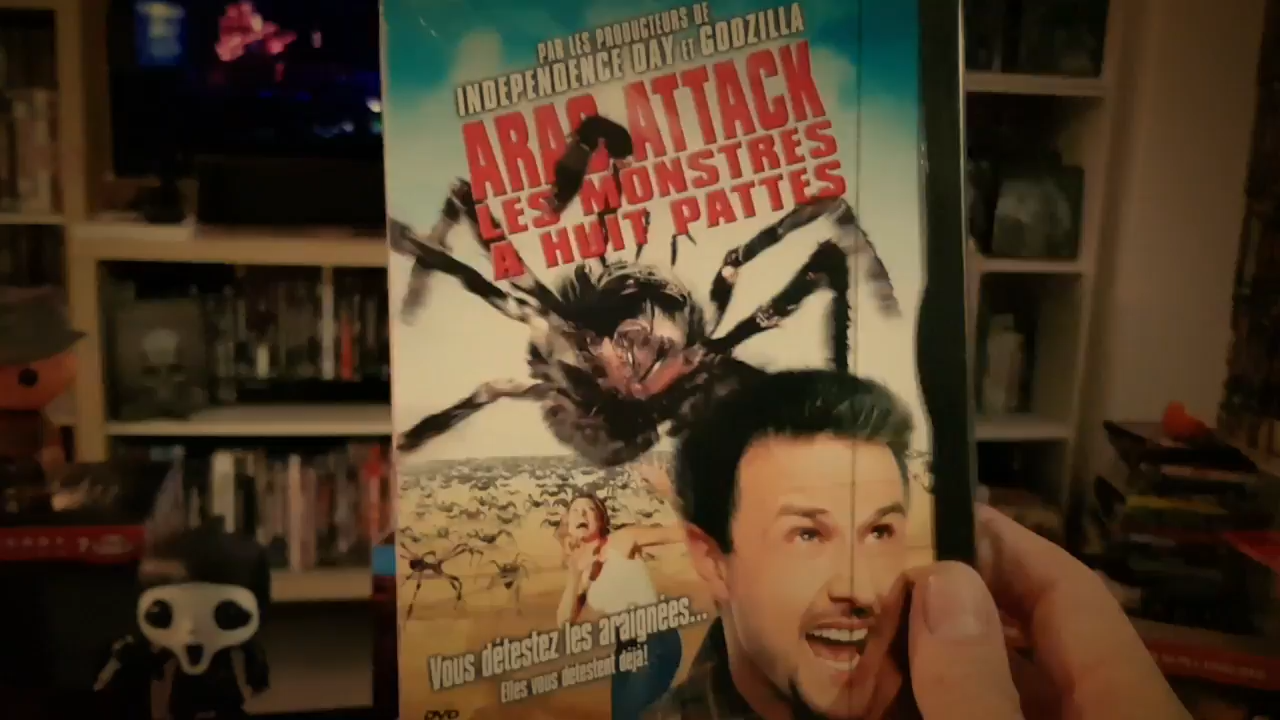 PAR LES PRODUCTEURS DE
INDEPENDENCE DAY ET GODZILLA
ARAC ATTACK
LES MONSTRES
A HUIT PATTES
Vous détestez les araignées...
Elles vous détestent déjà!
DVD